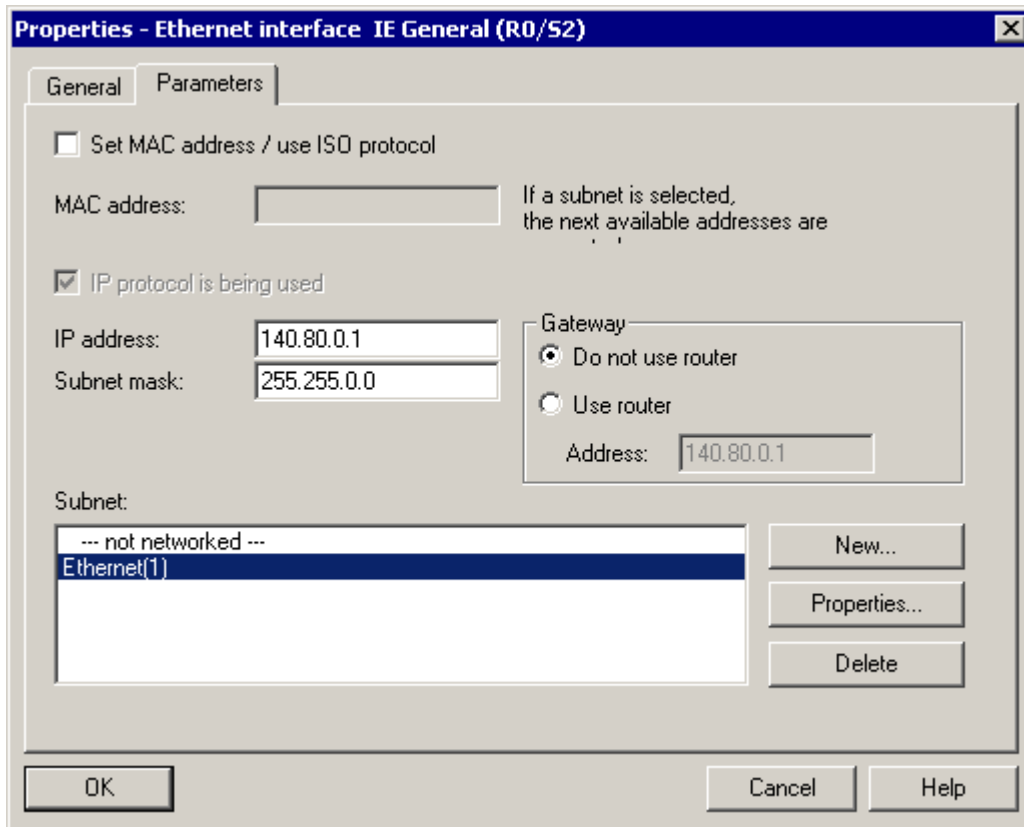 Properties - Ethernet interface IE General (R0/S2)
General
Parameters
Set MAC address / use ISO protocol
MAC address:
If a subnet is selected,
the next available addresses are
IP protocol is being used
IP address:
140.80.0.1
Subnet mask:
255.255.0.0
Gateway
Do not use router
Use router
Address:
140.80.0.1
Subnet:
--- not networked ---
Ethernet(1)
New...
Properties...
Delete
OK
Cancel
Help